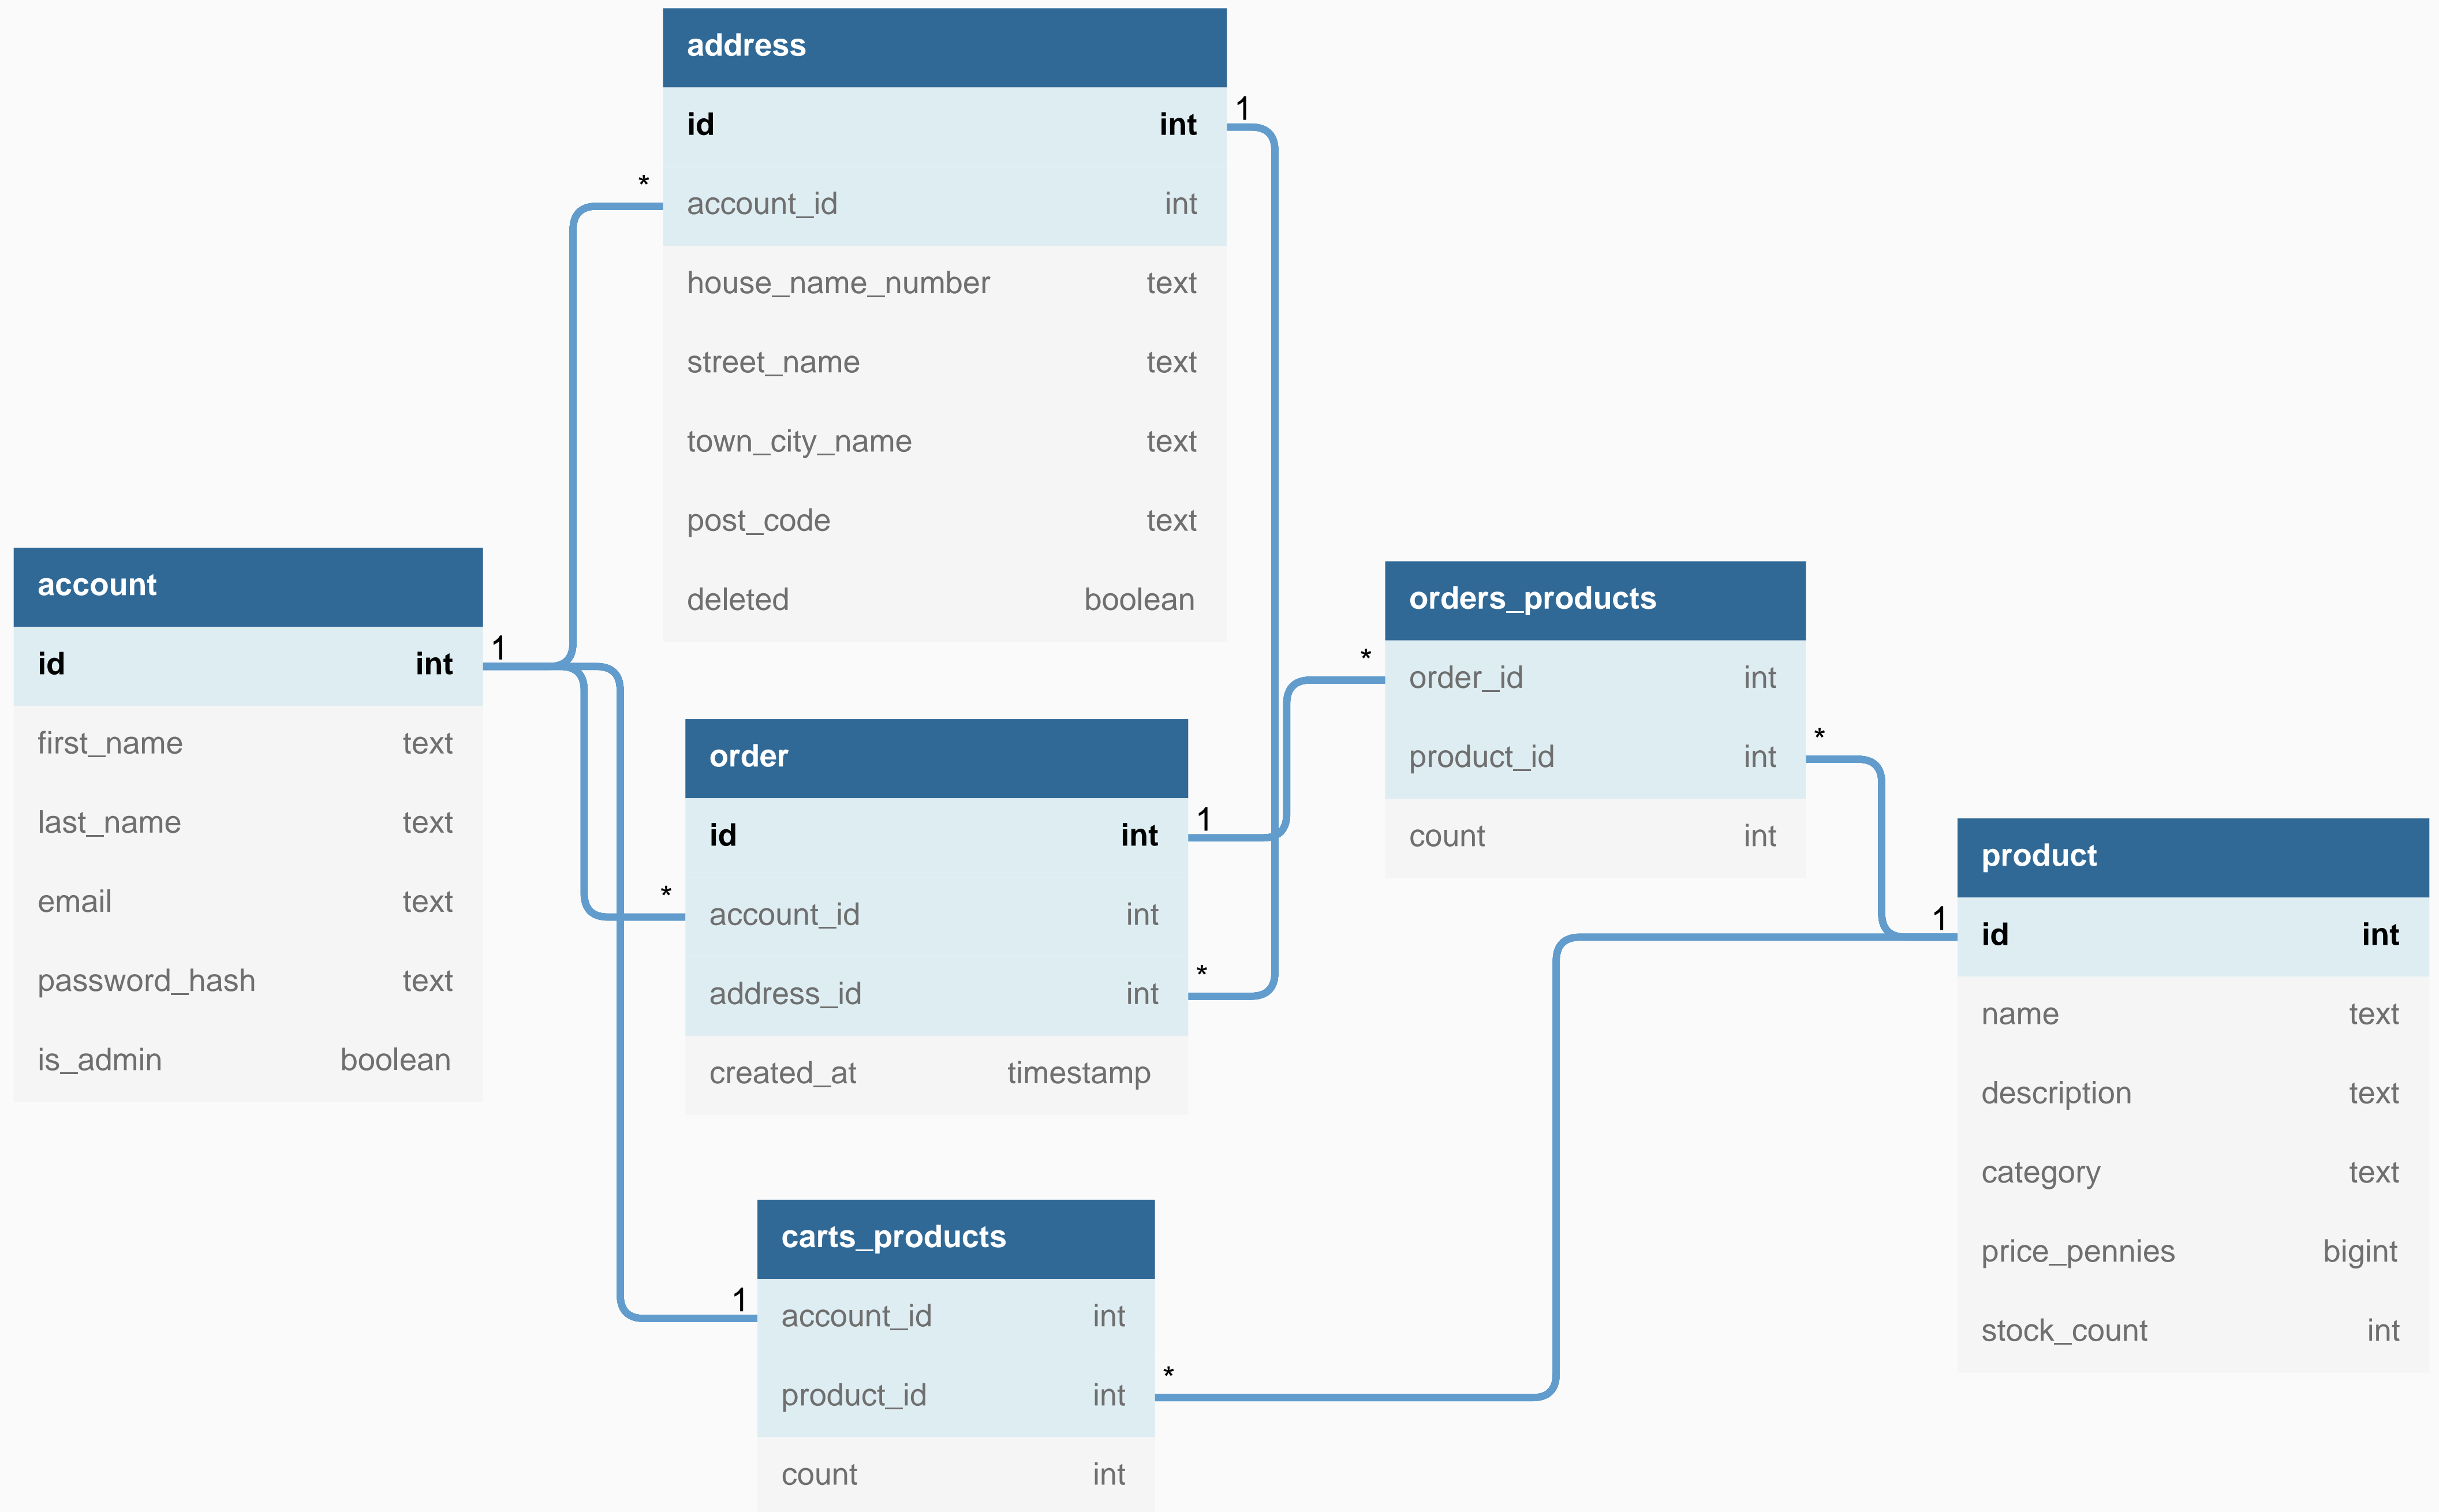 address
id int
account_id int
house_name_number text
street_name text
town_city_name text
post_code text
deleted boolean
account
id int
first_name text
last_name text
email text
password_hash text
is_admin boolean
order
id int
account_id int
address_id int
created_at timestamp
orders_products
order_id int
product_id int
count int
product
id int
name text
description text
category text
price_pennies bigint
stock_count int
carts_products
account_id int
product_id int
count int
1
*
1
*
*
1
*
*
1
1
*